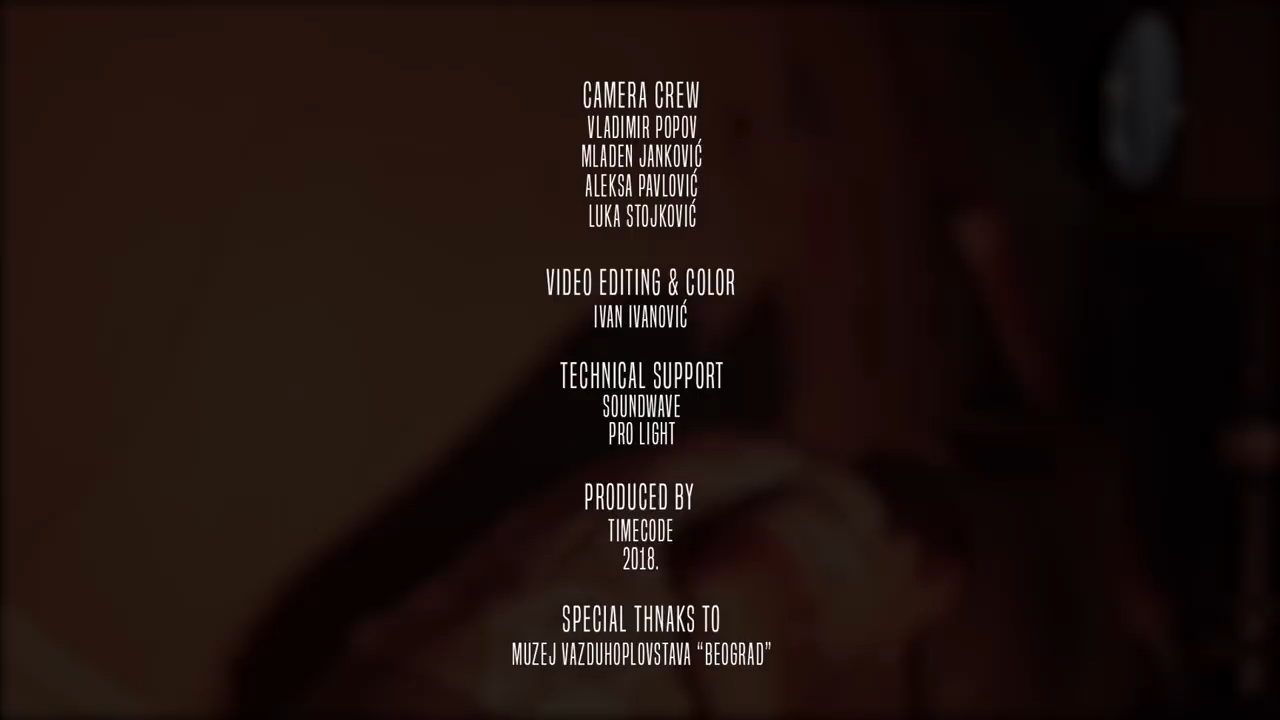 CAMERA CREW
VLADIMIR POPOV
MLADEN JANKOVIĆ
ALEKSA PAVLOVIĆ
LUKA STOJKOVIĆ
VIDEO EDITING & COLOR
IVAN IVANOVIĆ
TECHNICAL SUPPORT
SOUNDWAVE
PRO LIGHT
PRODUCED BY
TIMECODE
2018.
SPECIAL THNAKS TO
MUZEJ VAZDUHOPLOVSTAVA “BEOGRAD”